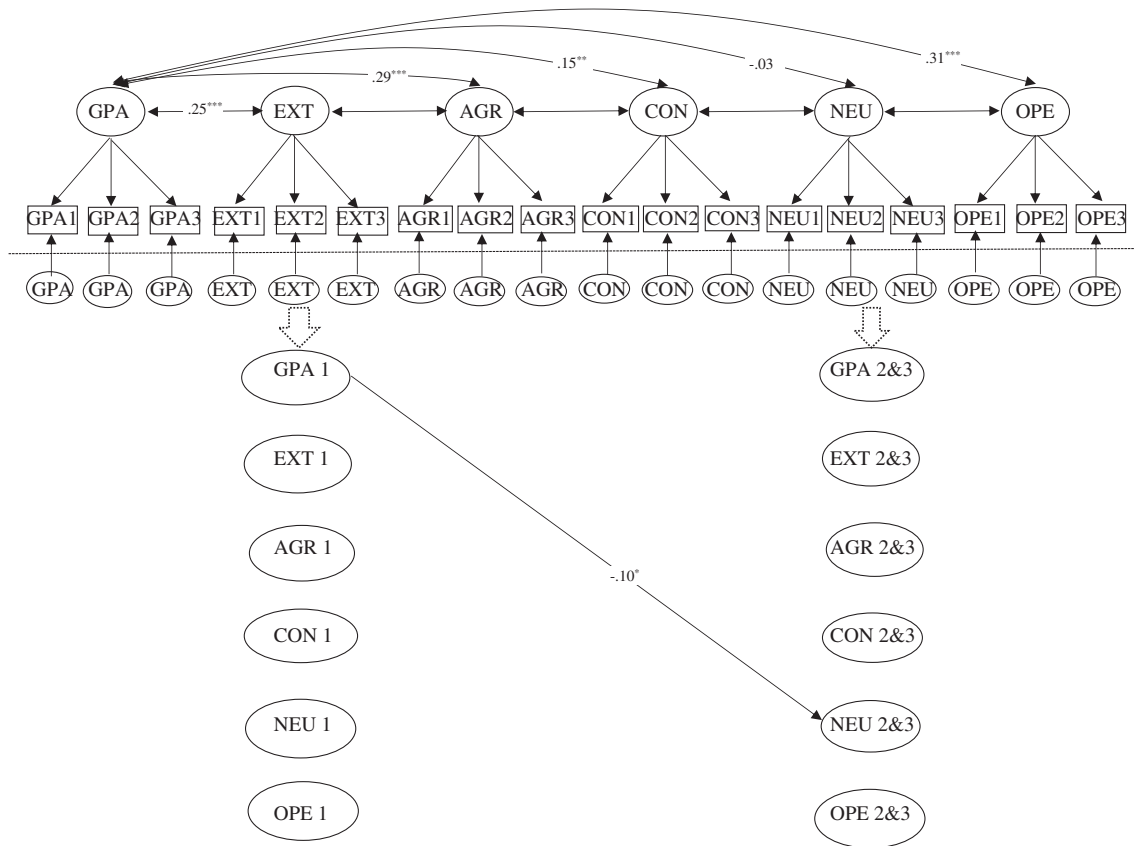 .31***
-.03
.15**
.29***
GPA .25*** EXT AGR CON NEU OPE
GPA1 GPA2 GPA3 EXT1 EXT2 EXT3 AGR1 AGR2 AGR3 CON1 CON2 CON3 NEU1 NEU2 NEU3 OPE1 OPE2 OPE3
GPA GPA GPA EXT EXT EXT AGR AGR AGR CON CON CON NEU NEU NEU OPE OPE OPE
GPA 1 GPA 2&3
EXT 1 EXT 2&3
AGR 1 AGR 2&3
-.10*
CON 1 CON 2&3
NEU 1 NEU 2&3
OPE 1 OPE 2&3